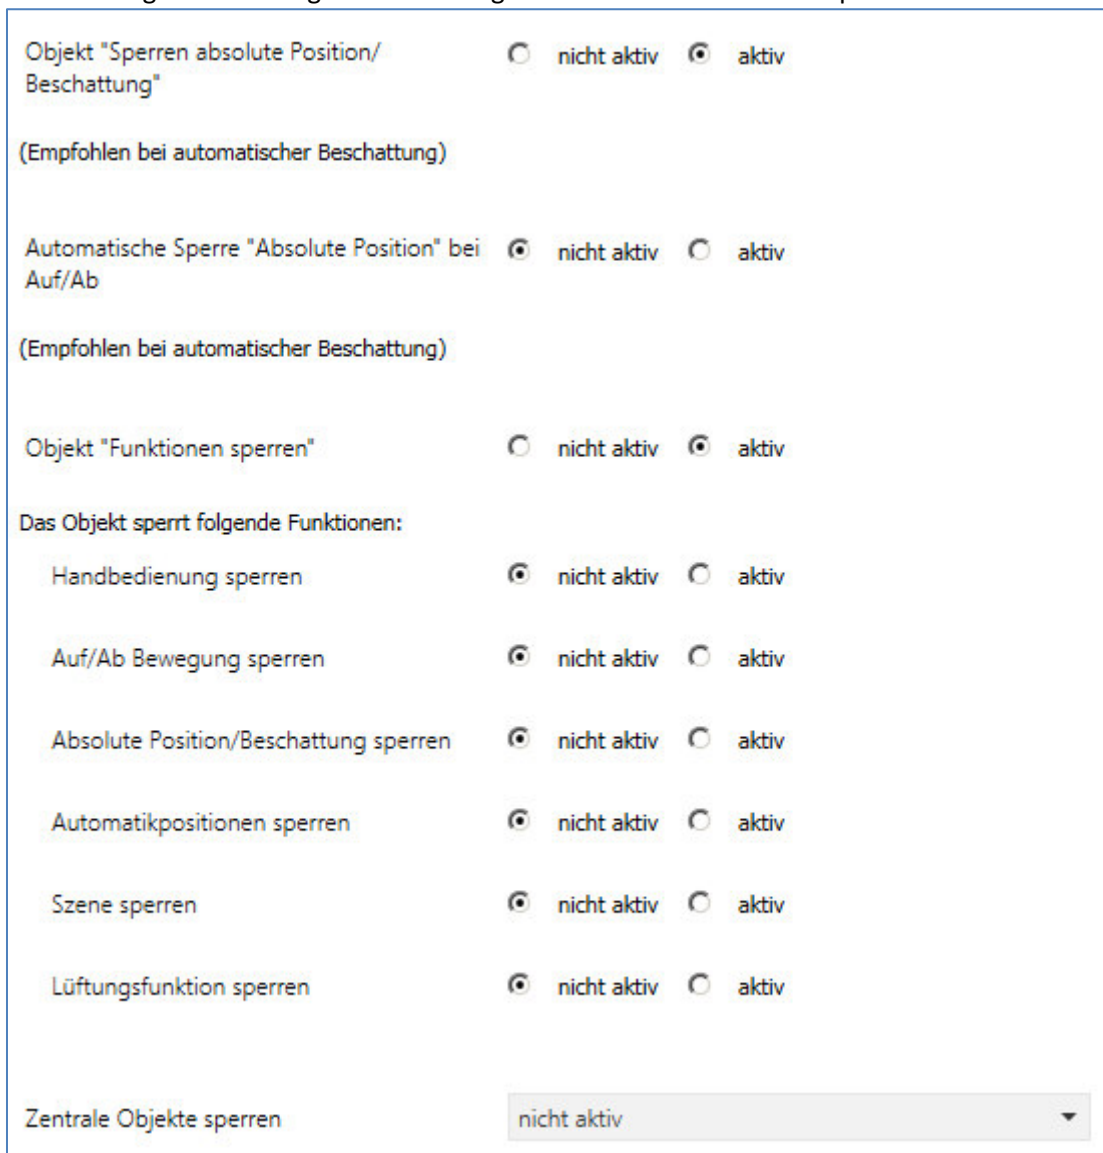 Objekt "Sperren absolute Position/ nicht aktiv aktiv
Beschattung"
(Empfohlen bei automatischer Beschattung)
Automatische Sperre "Absolute Position" bei nicht aktiv aktiv
Auf/Ab
(Empfohlen bei automatischer Beschattung)
Objekt "Funktionen sperren" nicht aktiv aktiv
Das Objekt sperrt folgende Funktionen:
Handbedienung sperren nicht aktiv aktiv
Auf/Ab Bewegung sperren nicht aktiv aktiv
Absolute Position/Beschattung sperren nicht aktiv aktiv
Automatikpositionen sperren nicht aktiv aktiv
Szene sperren nicht aktiv aktiv
Lüftungsfunktion sperren nicht aktiv aktiv
Zentrale Objekte sperren nicht aktiv